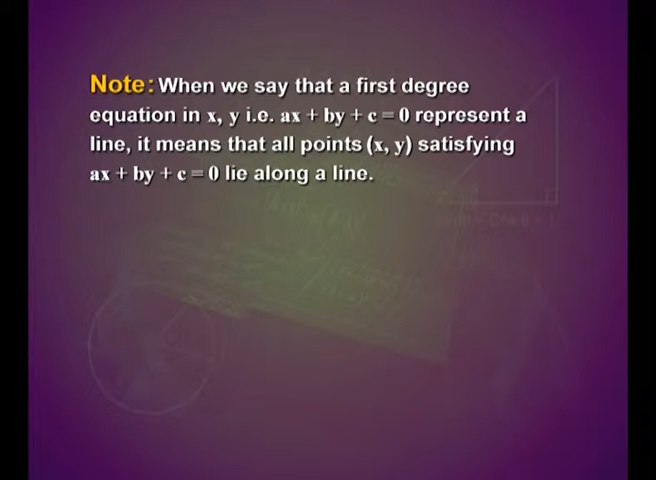 Note: When we say that a first degree
equation in x, y i.e. ax + by + c = 0 represent a
line, it means that all points (x, y) satisfying
ax + by + c = 0 lie along a line.